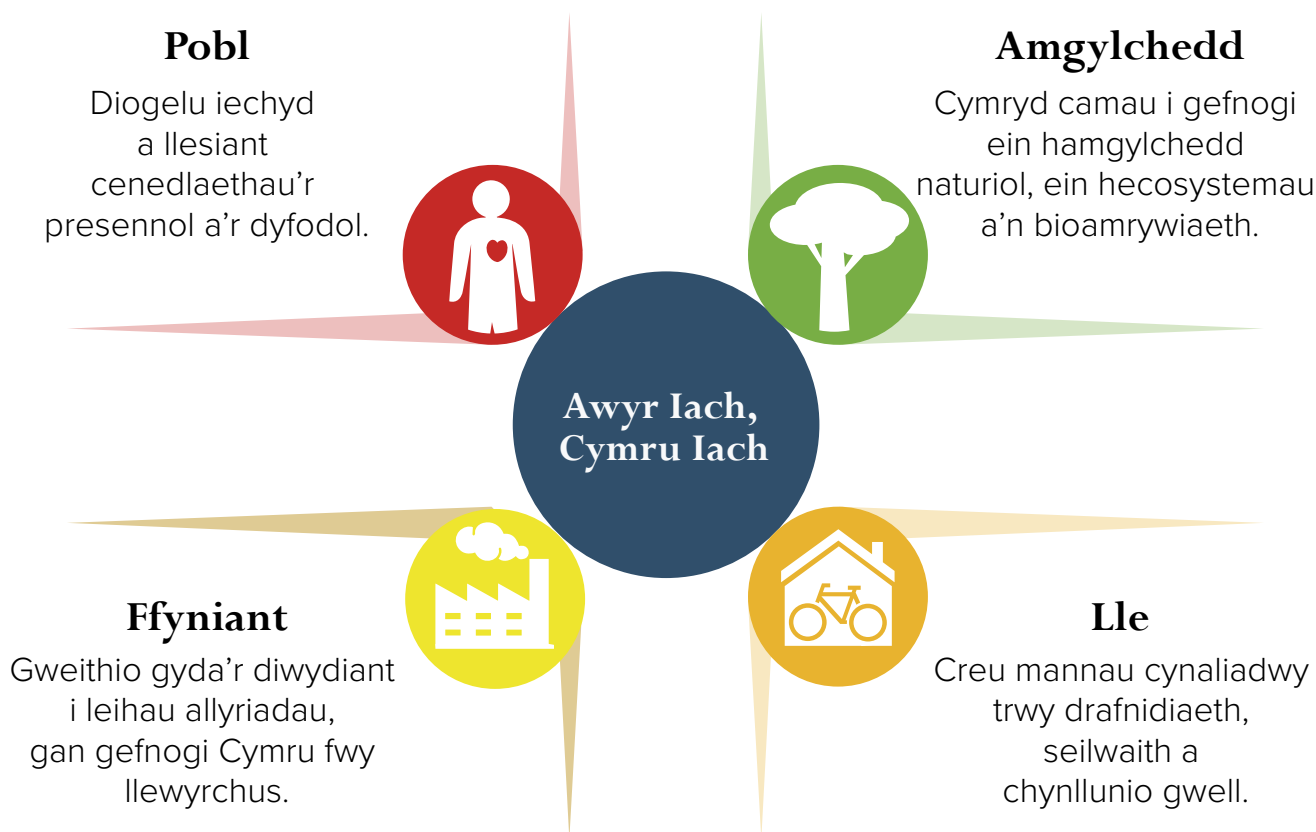 Pobl
Diogelu iechyd
a llesiant
cenedlaethau’r
presennol a’r dyfodol.
Amgylchedd
Cymryd camau i gefnogi
ein hamgylchedd
naturiol, ein hecosystemau
a’n bioamrywiaeth.
Awyr Iach,
Cymru Iach
Ffyniant
Gweithio gyda’r diwydiant
i leihau allyriadau,
gan gefnogi Cymru fwy
llewyrchus.
Lle
Creu mannau cynaliadwy
trwy drafnidiaeth,
seilwaith a
chynllunio gwell.